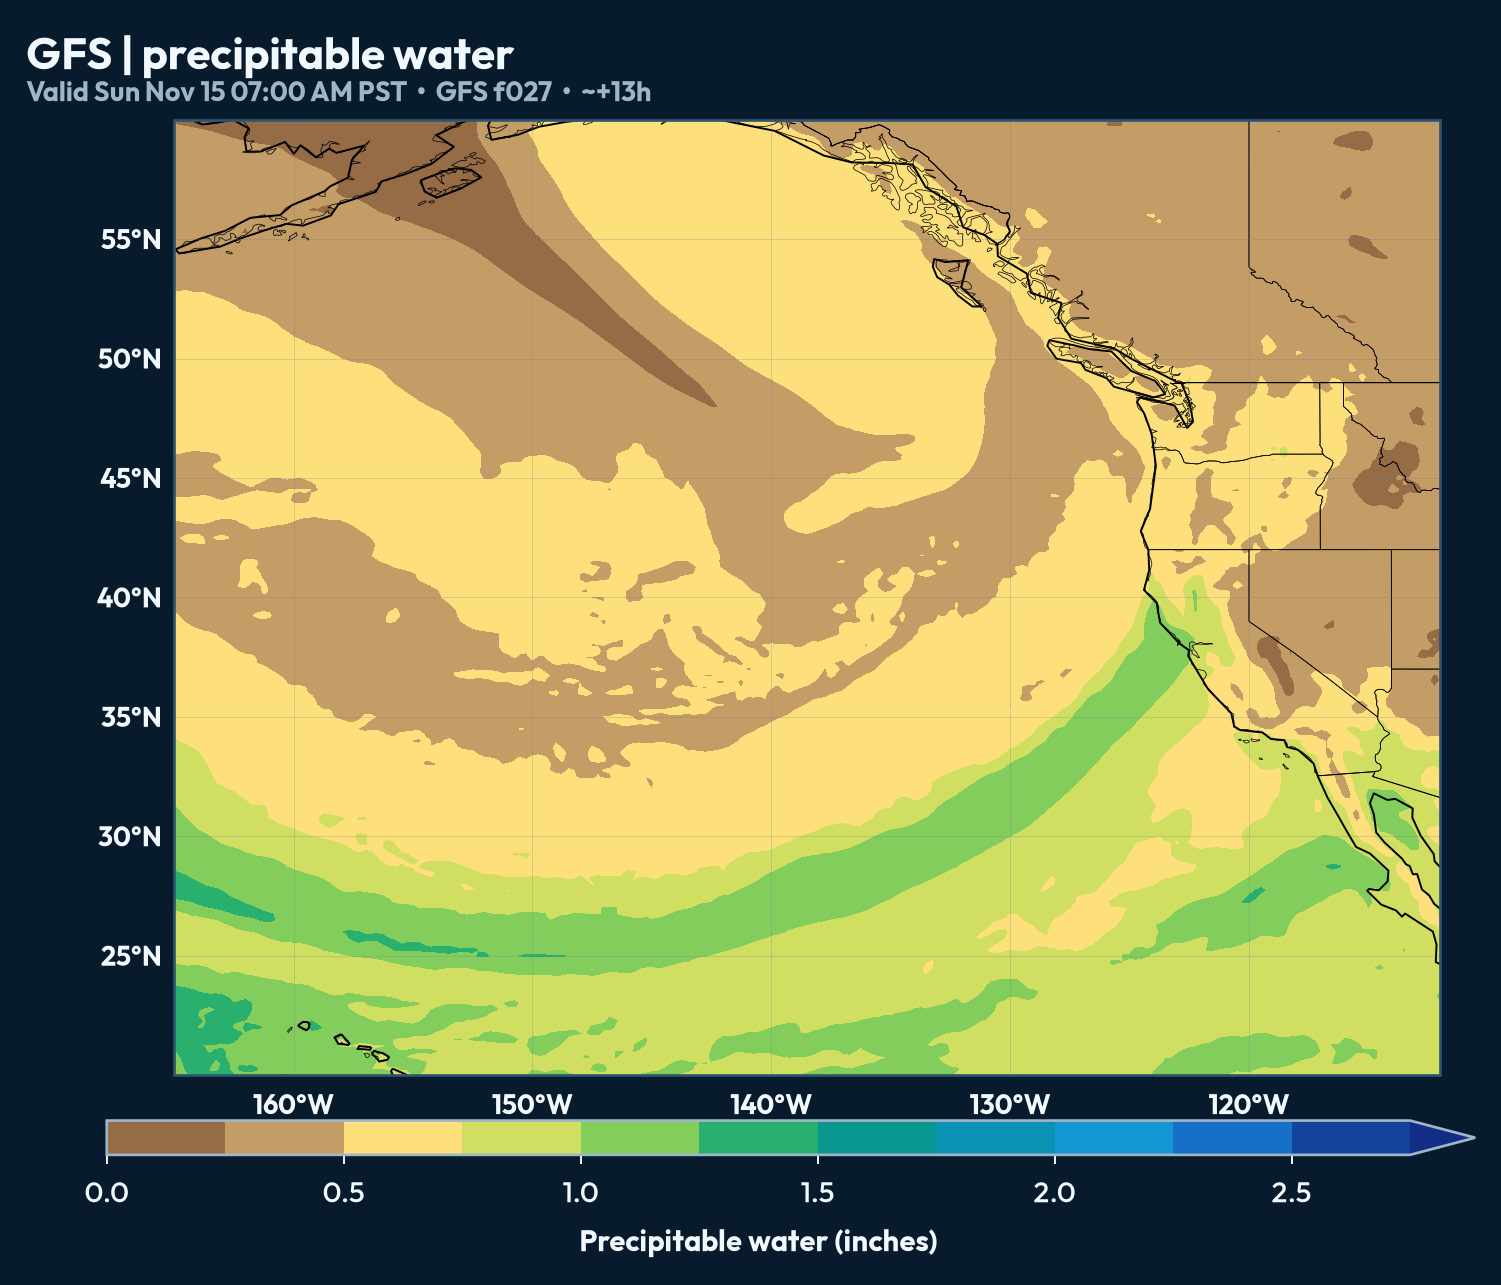 GFS | precipitable water
Valid Sun Nov 15 07:00 AM PST • GFS f027 • ~+13h
55°N
50°N
45°N
40°N
35°N
30°N
25°N
160°W 150°W 140°W 130°W 120°W
0.0 0.5 1.0 1.5 2.0 2.5
Precipitable water (inches)